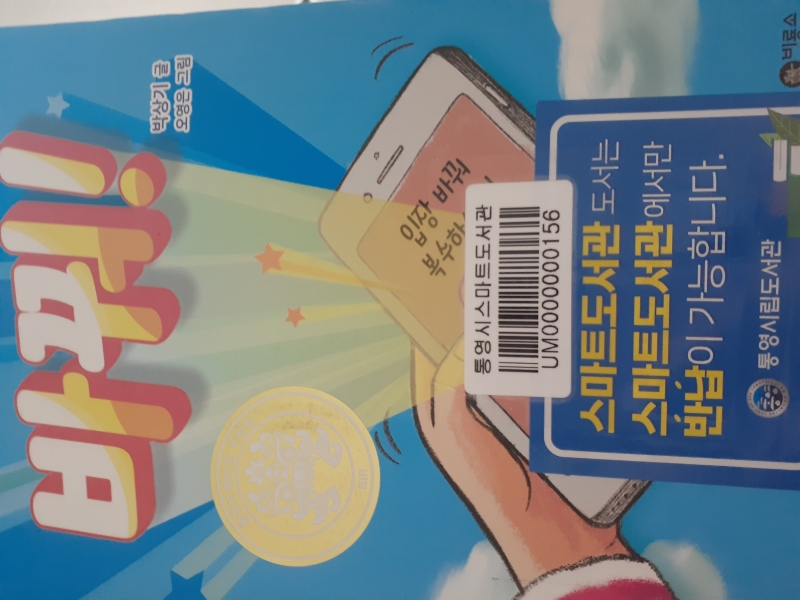 바꿔!
박상기 글
오영은 그림
입장 바꿔
통영시스마트도서관
UM0000000156
스마트도서관 도서는
스마트도서관에서만
반납이 가능합니다.
통영시립도서관
비룡소